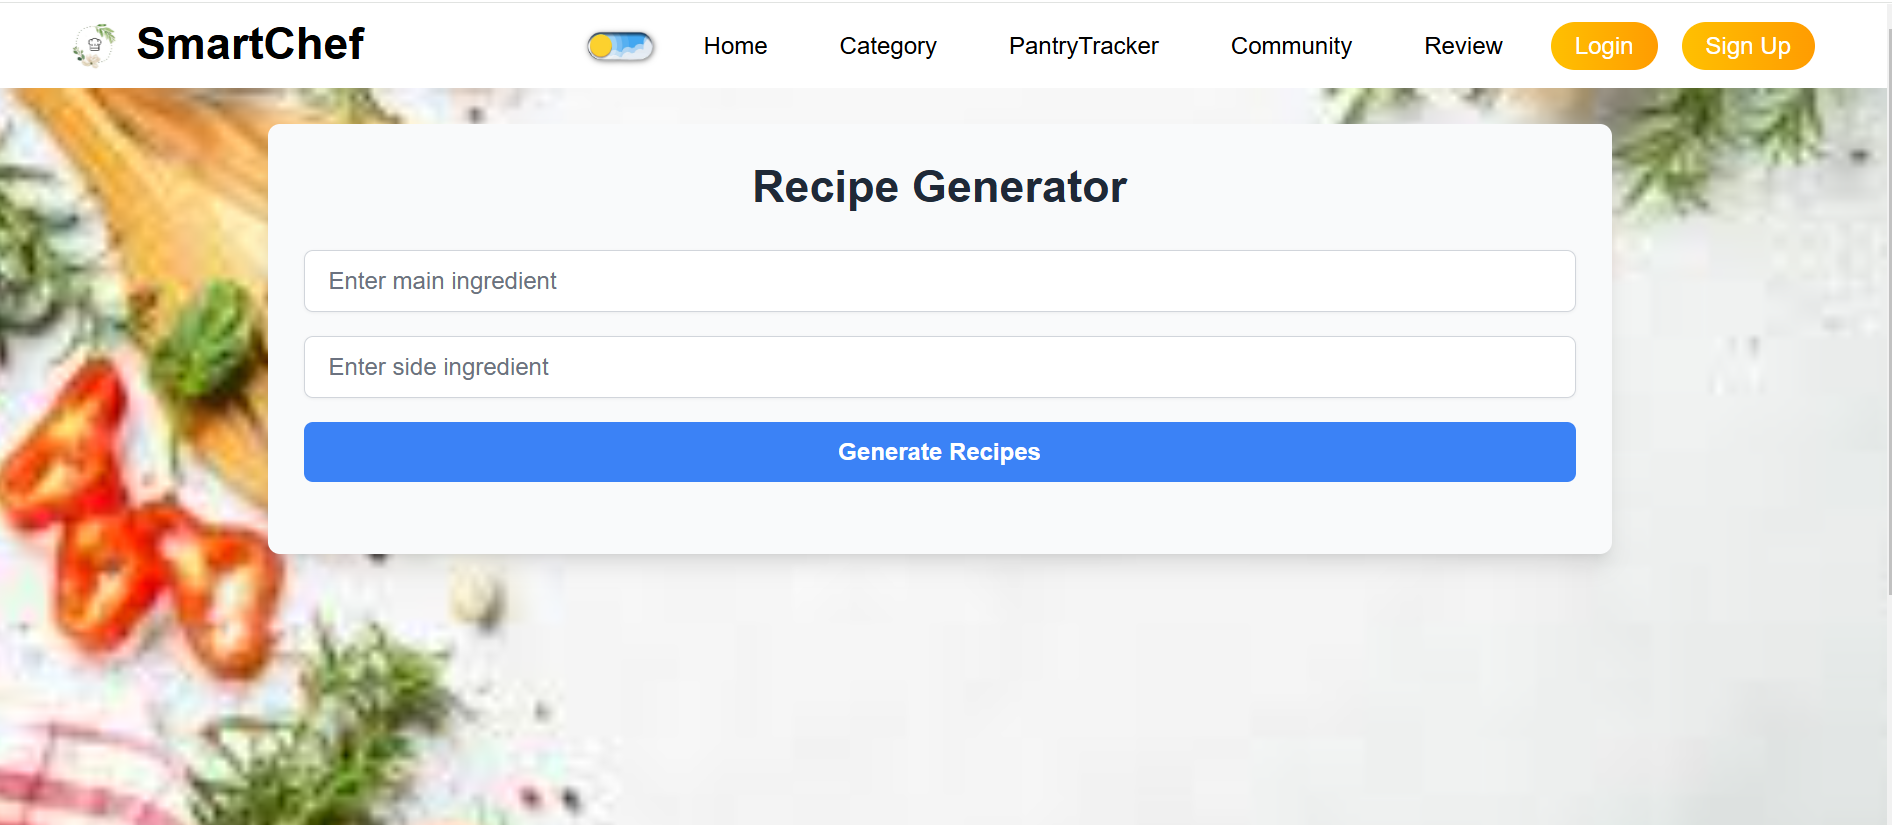 SmartChef
Home Category PantryTracker Community Review Login Sign Up
Recipe Generator
Enter main ingredient
Enter side ingredient
Generate Recipes